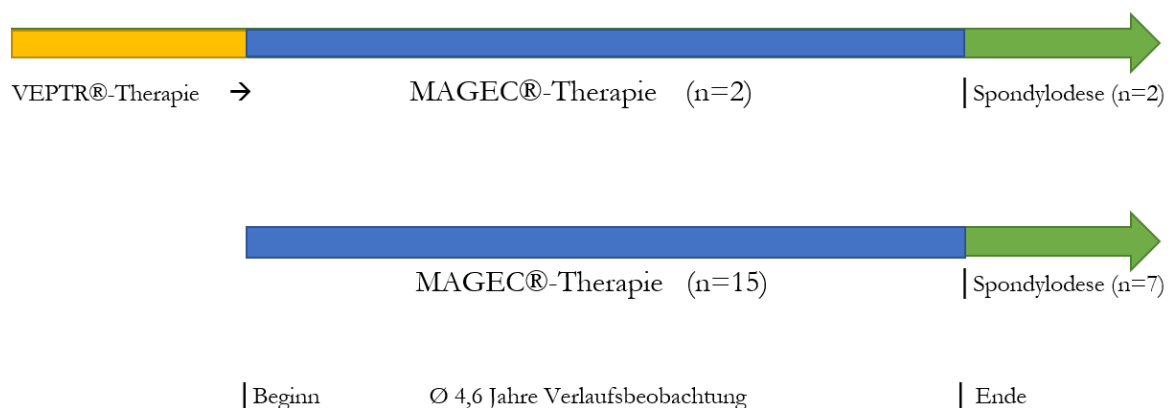 VEPTR®-Therapie → MAGEC®-Therapie (n=2) Spondylodese (n=2)
MAGEC®-Therapie (n=15) Spondylodese (n=7)
Beginn Ø 4,6 Jahre Verlaufsbeobachtung Ende